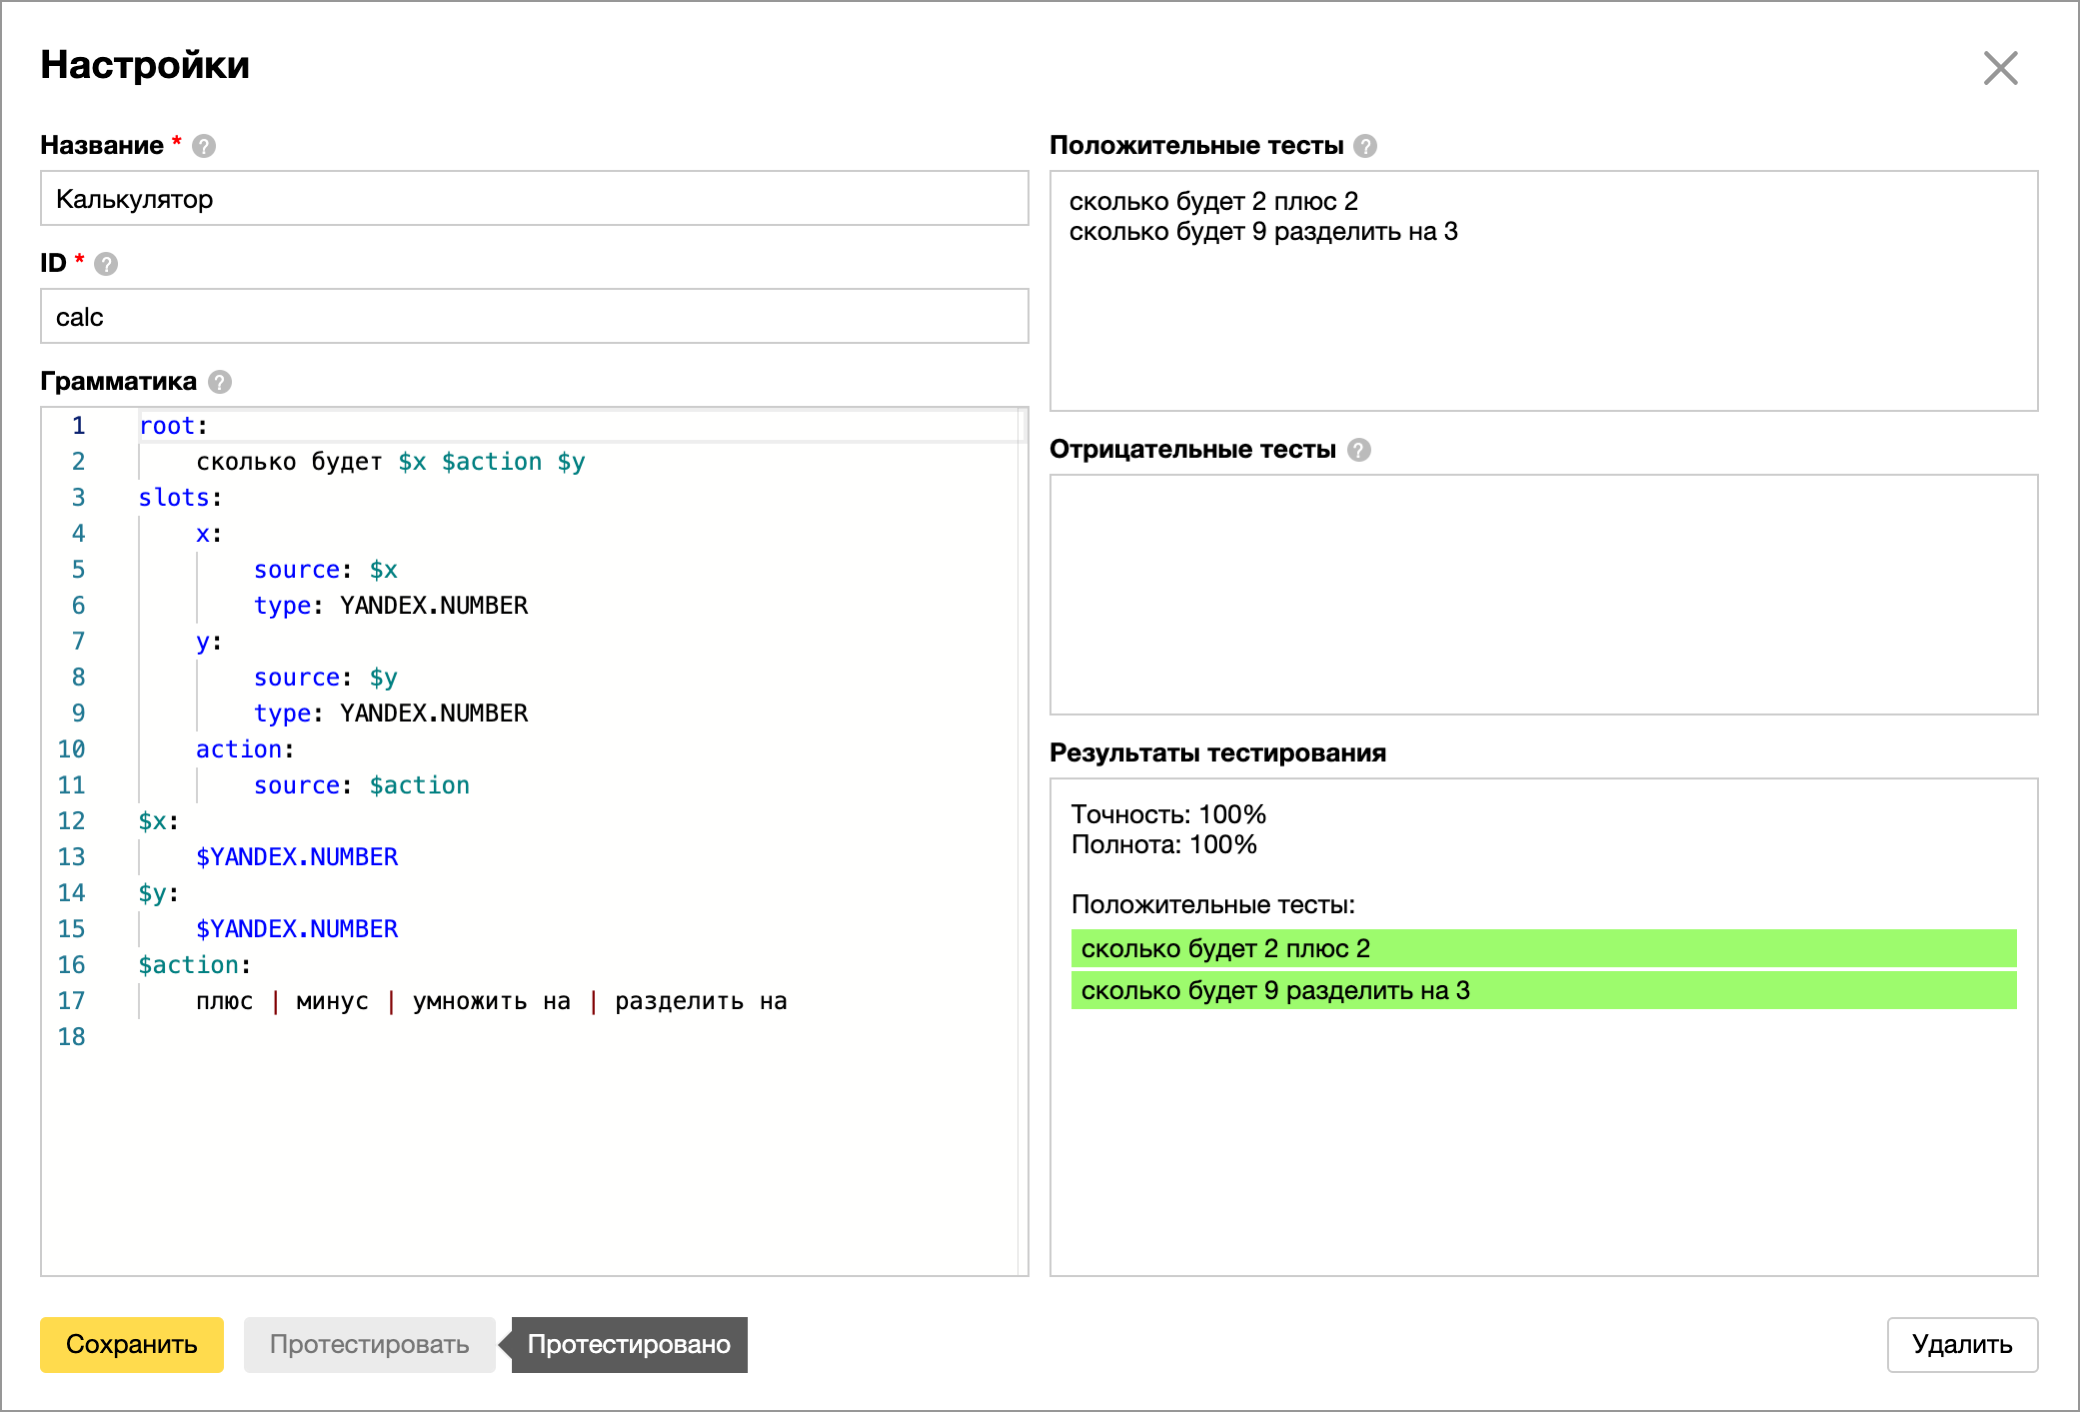 Настройки
Название * ?
Калькулятор
ID * ?
calc
Грамматика ?
1 root:
2 сколько будет $x $action $y
3 slots:
4 x:
5 source: $x
6 type: YANDEX.NUMBER
7 y:
8 source: $y
9 type: YANDEX.NUMBER
10 action:
11 source: $action
12 $x:
13 $YANDEX.NUMBER
14 $y:
15 $YANDEX.NUMBER
16 $action:
17 плюс | минус | умножить на | разделить на
18
Положительные тесты ?
сколько будет 2 плюс 2
сколько будет 9 разделить на 3
Отрицательные тесты ?
Результаты тестирования
Точность: 100%
Полнота: 100%
Положительные тесты:
сколько будет 2 плюс 2
сколько будет 9 разделить на 3
Сохранить
Протестировать
Протестировано
Удалить